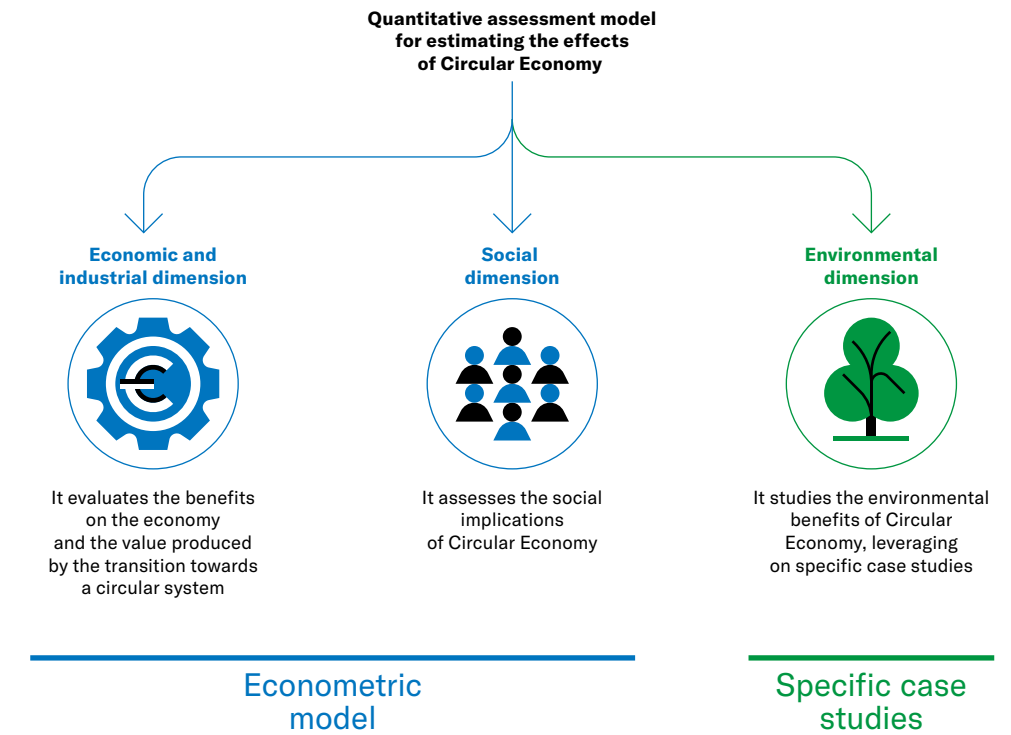 Quantitative assessment model
for estimating the effects
of Circular Economy
Economic and
industrial dimension
It evaluates the benefits
on the economy
and the value produced
by the transition towards
a circular system
Social
dimension
It assesses the social
implications
of Circular Economy
Environmental
dimension
It studies the environmental
benefits of Circular
Economy, leveraging
on specific case studies
Econometric
model
Specific case
studies